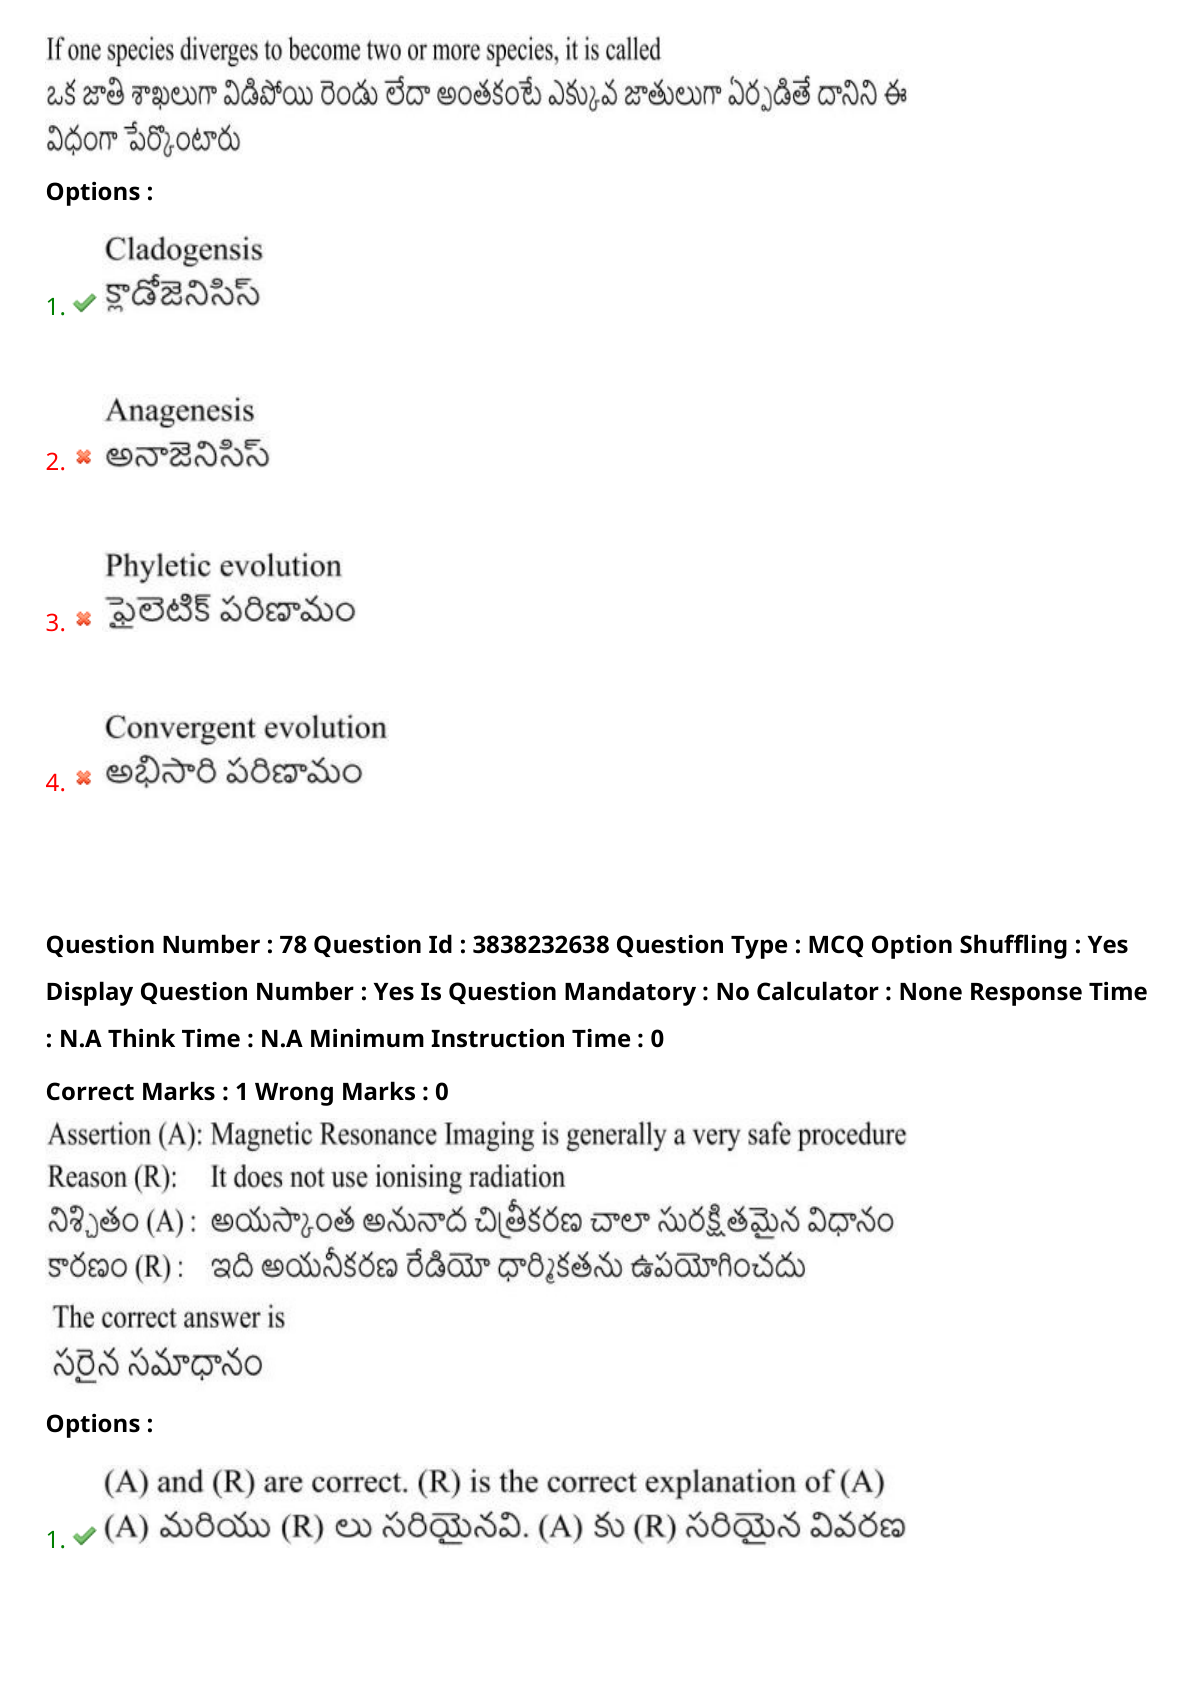 If one species diverges to become two or more species, it is called
ఒక జాతి శాఖలుగా విడిపోయి రెండు లేదా అంతకంటే ఎక్కువ జాతులుగా ఏర్పడితే దానిని ఈ
విధంగా పేర్కొంటారు
Options :
Cladogensis
1. క్లాడోజెనిసిస్
Anagenesis
2. అనాజెనిసిస్
Phyletic evolution
3. ఫైలెటిక్ పరిణామం
Convergent evolution
4. అభిసారి పరిణామం
Question Number : 78 Question Id : 3838232638 Question Type : MCQ Option Shuffling : Yes
Display Question Number : Yes Is Question Mandatory : No Calculator : None Response Time
: N.A Think Time : N.A Minimum Instruction Time : 0
Correct Marks : 1 Wrong Marks : 0
Assertion (A): Magnetic Resonance Imaging is generally a very safe procedure
Reason (R): It does not use ionising radiation
నిశ్చితం (A) : అయస్కాంత అనునాద చిత్రీకరణ చాలా సురక్షితమైన విధానం
కారణం (R) : ఇది అయనీకరణ రేడియో ధార్మికతను ఉపయోగించదు
The correct answer is
సరైన సమాధానం
Options :
(A) and (R) are correct. (R) is the correct explanation of (A)
1. (A) మరియు (R) లు సరియైనవి. (A) కు (R) సరియైన వివరణ